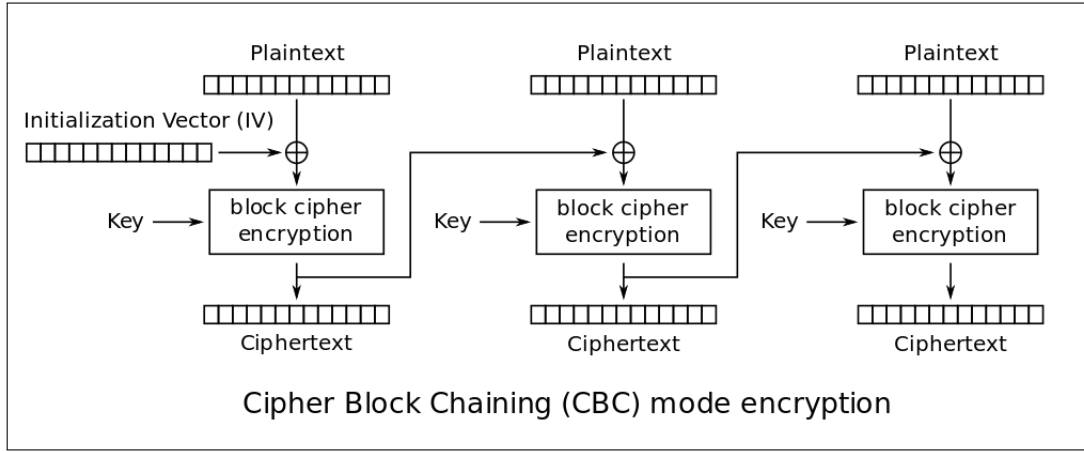 Plaintext
Plaintext
Plaintext
Initialization Vector (IV)
Key
block cipher
encryption
Key
block cipher
encryption
Key
block cipher
encryption
Ciphertext
Ciphertext
Ciphertext
Cipher Block Chaining (CBC) mode encryption